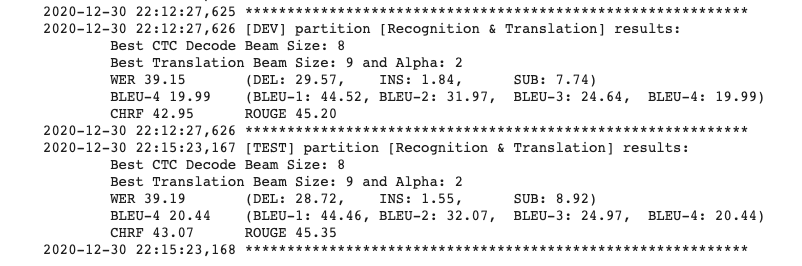 2020-12-30 22:12:27,625 ************************************************************
2020-12-30 22:12:27,626 [DEV] partition [Recognition & Translation] results:
Best CTC Decode Beam Size: 8
Best Translation Beam Size: 9 and Alpha: 2
WER 39.15 (DEL: 29.57, INS: 1.84, SUB: 7.74)
BLEU-4 19.99 (BLEU-1: 44.52, BLEU-2: 31.97, BLEU-3: 24.64, BLEU-4: 19.99)
CHRF 42.95 ROUGE 45.20
2020-12-30 22:12:27,626 ************************************************************
2020-12-30 22:15:23,167 [TEST] partition [Recognition & Translation] results:
Best CTC Decode Beam Size: 8
Best Translation Beam Size: 9 and Alpha: 2
WER 39.19 (DEL: 28.72, INS: 1.55, SUB: 8.92)
BLEU-4 20.44 (BLEU-1: 44.46, BLEU-2: 32.07, BLEU-3: 24.97, BLEU-4: 20.44)
CHRF 43.07 ROUGE 45.35
2020-12-30 22:15:23,168 ************************************************************